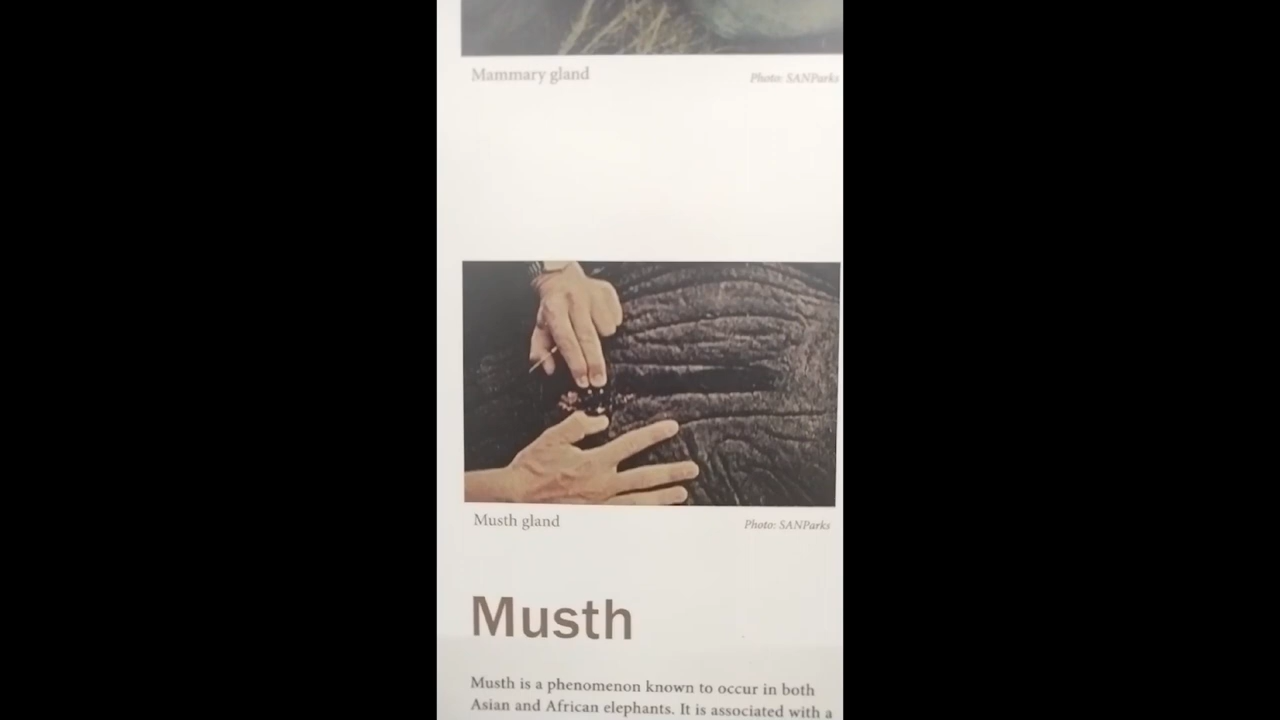 Mammary gland
Photo: SANParks
Musth gland
Photo: SANParks
Musth
Musth is a phenomenon known to occur in both
Asian and African elephants. It is associated with a